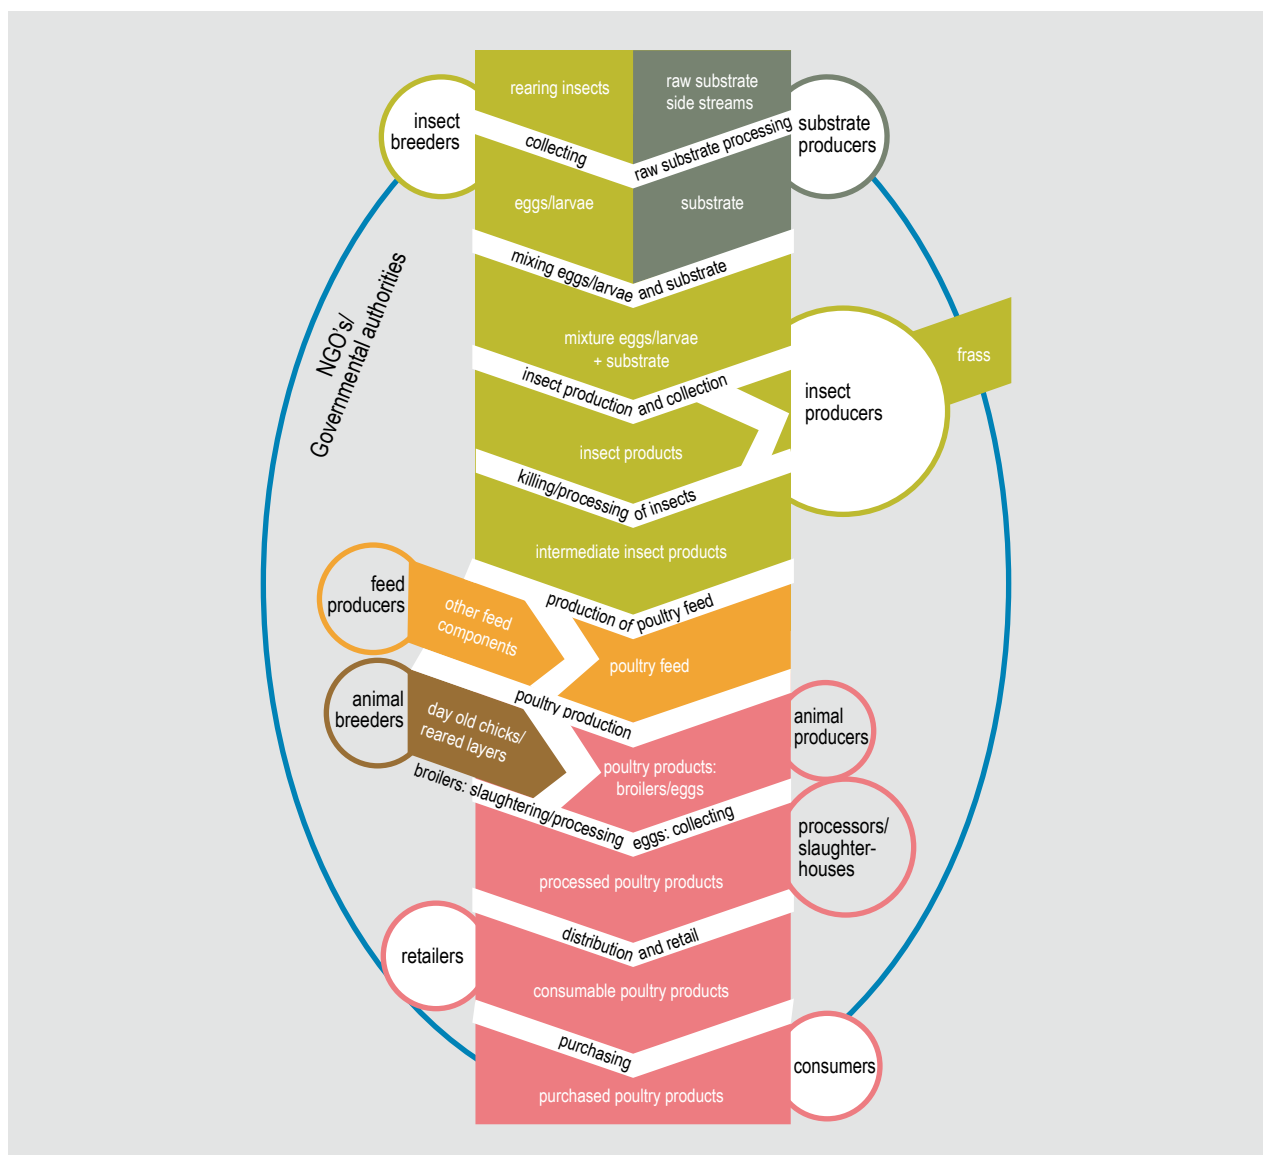 rearing insects
raw substrate
side streams
insect
breeders
substrate
producers
collecting
raw substrate processing
eggs/larvae
substrate
mixing eggs/larvae and substrate
NGO's/
Governmental authorities
mixture eggs/larvae
+ substrate
frass
insect production and collection
insect
producers
insect products
killing/processing of insects
intermediate insect products
feed
producers
other feed
components
production of poultry feed
poultry feed
animal
breeders
day old chicks/
reared layers
poultry production
animal
producers
poultry products:
broilers/eggs
broilers: slaughtering/processing
eggs: collecting
processors/
slaughter-
houses
processed poultry products
distribution and retail
retailers
consumable poultry products
purchasing
consumers
purchased poultry products